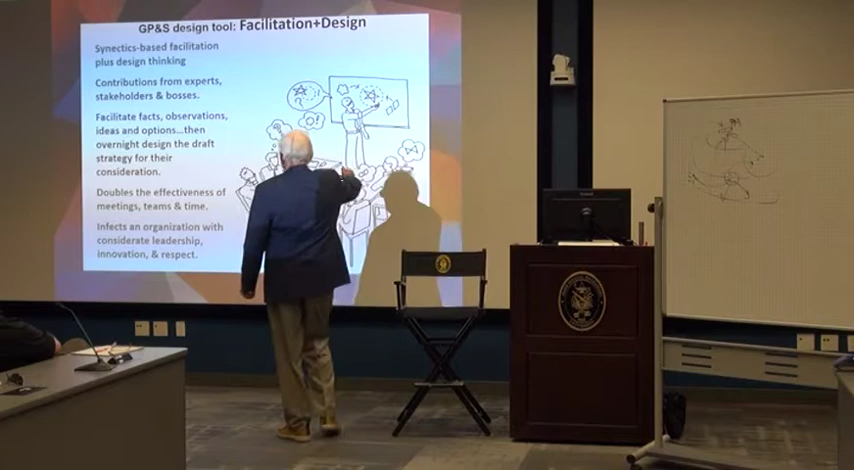 GP&S design tool: Facilitation+Design
Synectics-based facilitation
plus design thinking
Contributions from experts,
stakeholders & bosses.
Facilitate facts, observations,
ideas and options...then
overnight design the draft
strategy for their
consideration.
Doubles the effectiveness of
meetings, teams & time.
Infects an organization with
considerate leadership,
innovation, & respect.